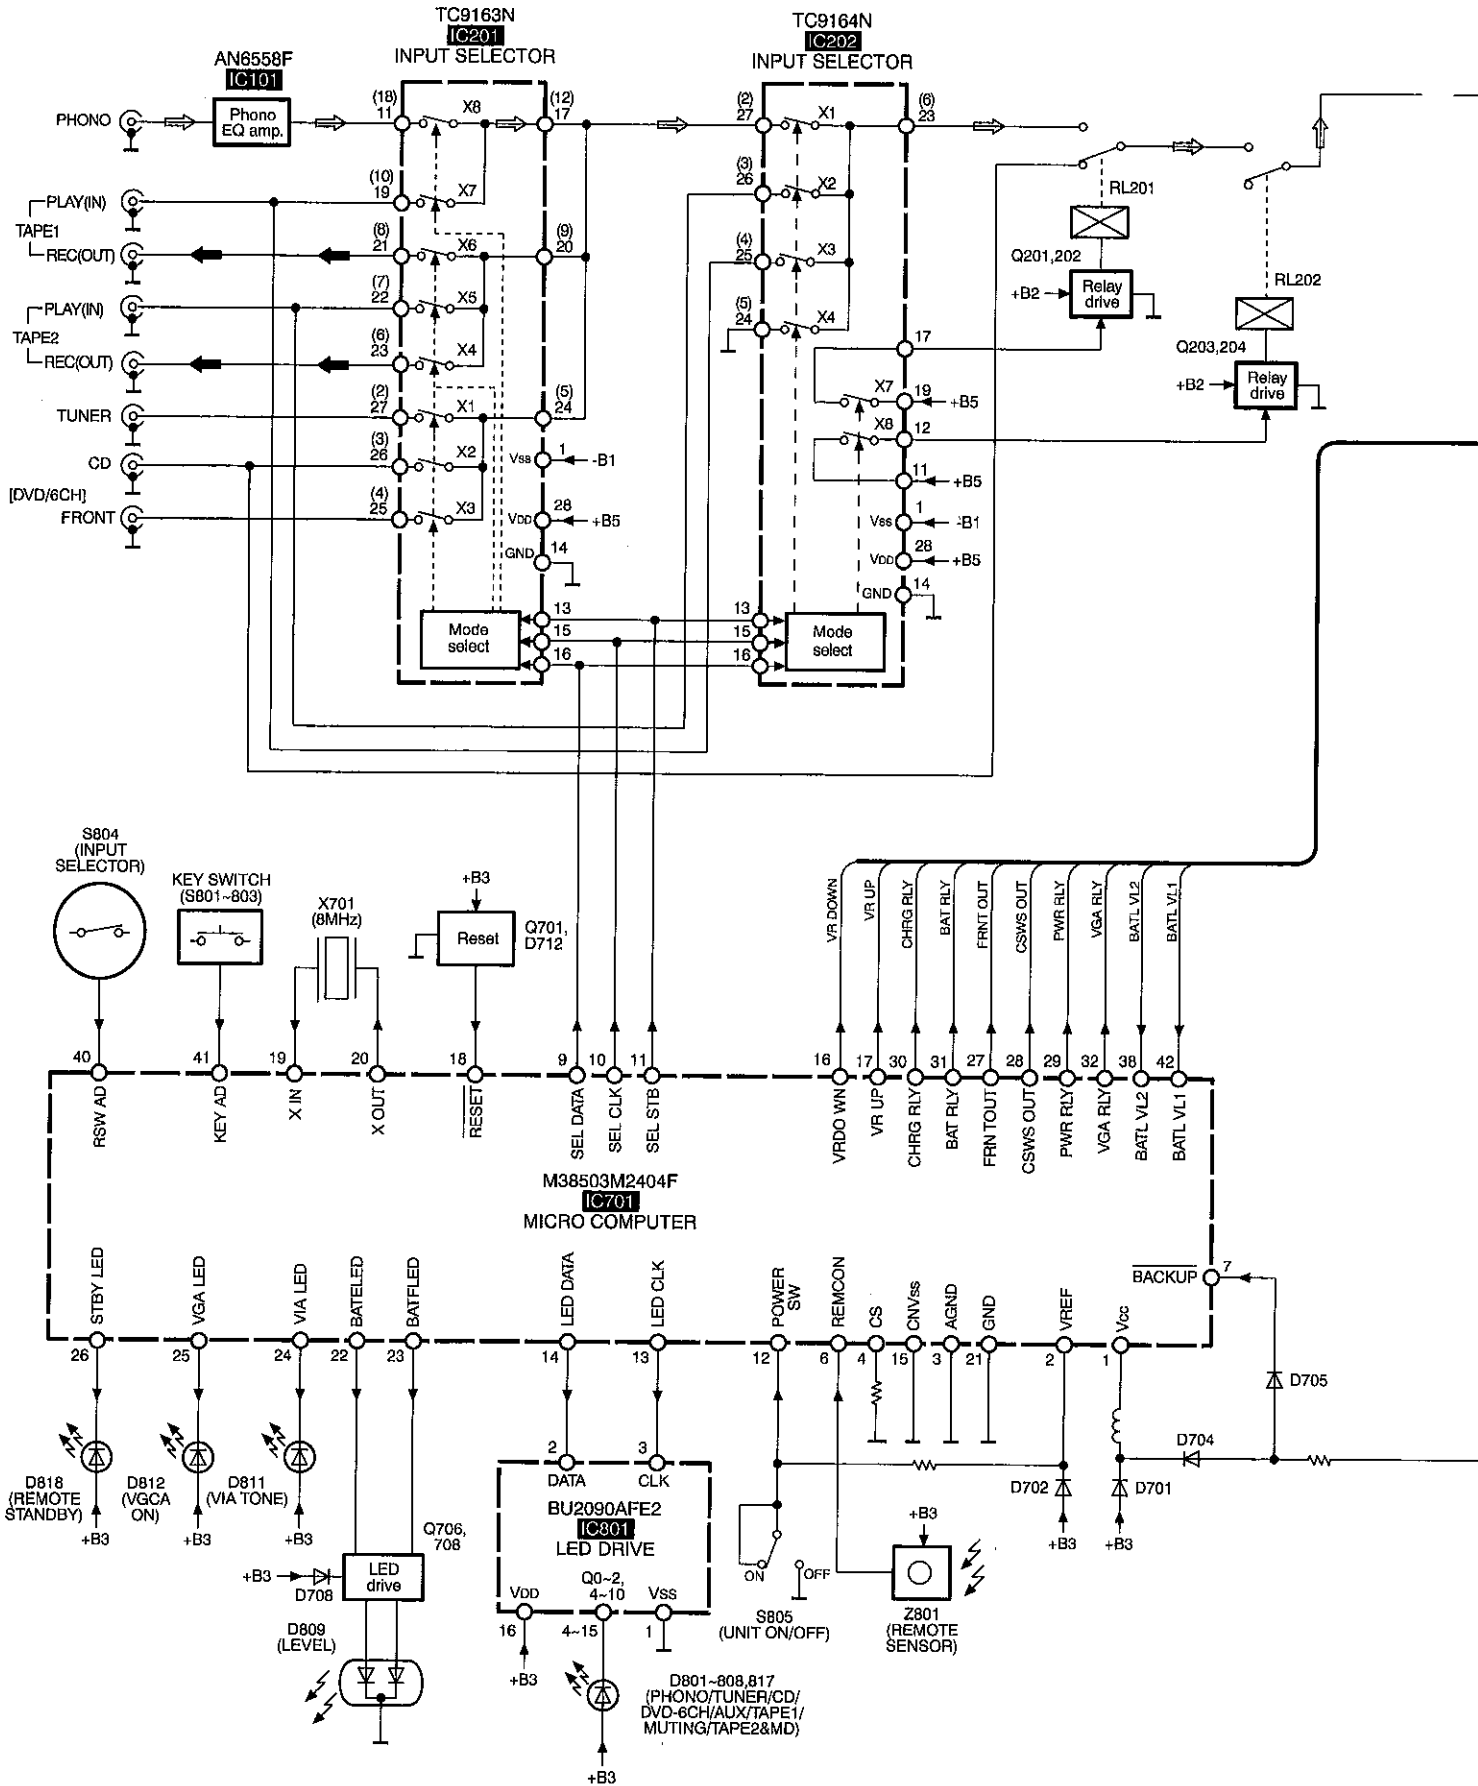 TC9163N
IC201
INPUT SELECTOR
TC9164N
IC202
INPUT SELECTOR
AN6558F
IC101
PHONO
Phono
EQ amp.
(18)
11
X8
(12)
17
(2)
27
X1
(6)
23
PLAY(IN)
TAPE1
REC(OUT)
(10)
19
X7
(3)
26
X2
RL201
(8)
21
X6
(9)
20
(4)
25
X3
Q201,202
+B2
Relay
drive
RL202
PLAY(IN)
TAPE2
REC(OUT)
(7)
22
X5
(5)
24
X4
17
(6)
23
X4
Q203,204
+B2
Relay
drive
X7
19
+B5
TUNER
(2)
27
X1
(5)
24
X8
12
CD
(3)
26
X2
Vss
1
-B1
11
+B5
[DVD/6CH]
FRONT
(4)
25
X3
VDD
28
+B5
Vss
1
-B1
GND
14
VDD
28
+B5
GND
14
Mode
select
13
15
16
13
15
16
Mode
select
S804
(INPUT
SELECTOR)
KEY SWITCH
(S801~803)
X701
(8MHz)
+B3
Reset
Q701,
D712
VR DOWN
VR UP
CHRG RLY
BAT RLY
FRNT OUT
CSWS OUT
PWR RLY
VGA RLY
BATL VL2
BATL VL1
40
41
19
20
18
9
10
11
16
17
30
31
27
28
29
32
38
42
RSW AD
KEY AD
X IN
X OUT
RESET
SEL DATA
SEL CLK
SEL STB
VRDO WN
VR UP
CHRG RLY
BAT RLY
FRN TOUT
CSWS OUT
PWR RLY
VGA RLY
BATL VL2
BATL VL1
M38503M2404F
IC701
MICRO COMPUTER
STBY LED
VGA LED
VIA LED
BATELED
BATFLED
LED DATA
LED CLK
POWER
SW
REMCON
CS
CNVss
AGND
GND
VREF
Vcc
BACKUP
7
26
25
24
22
23
14
13
12
6
4
15
3
21
2
1
D705
D704
D818
(REMOTE
STANDBY)
+B3
D812
(VGCA
ON)
+B3
D811
(VIA TONE)
+B3
2
DATA
3
CLK
BU2090AFE2
IC801
LED DRIVE
D702
+B3
D701
+B3
Q706,
708
+B3
D708
LED
drive
D809
(LEVEL)
VDD
16
+B3
Q0~2,
4~10
4~15
Vss
1
ON
OFF
S805
(UNIT ON/OFF)
+B3
Z801
(REMOTE
SENSOR)
D801~808,817
(PHONO/TUNER/CD/
DVD-6CH/AUX/TAPE1/
MUTING/TAPE2&MD)
+B3